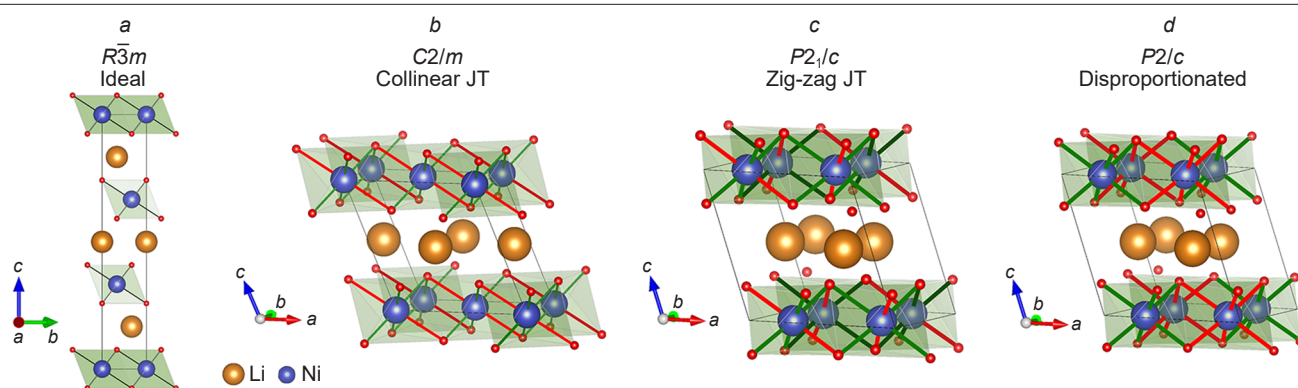 a
R3̅m
Ideal
b
C2/m
Collinear JT
c
P2₁/c
Zig-zag JT
d
P2/c
Disproportionated
c
a
b
c
b
a
c
b
a
c
b
a
Li
Ni